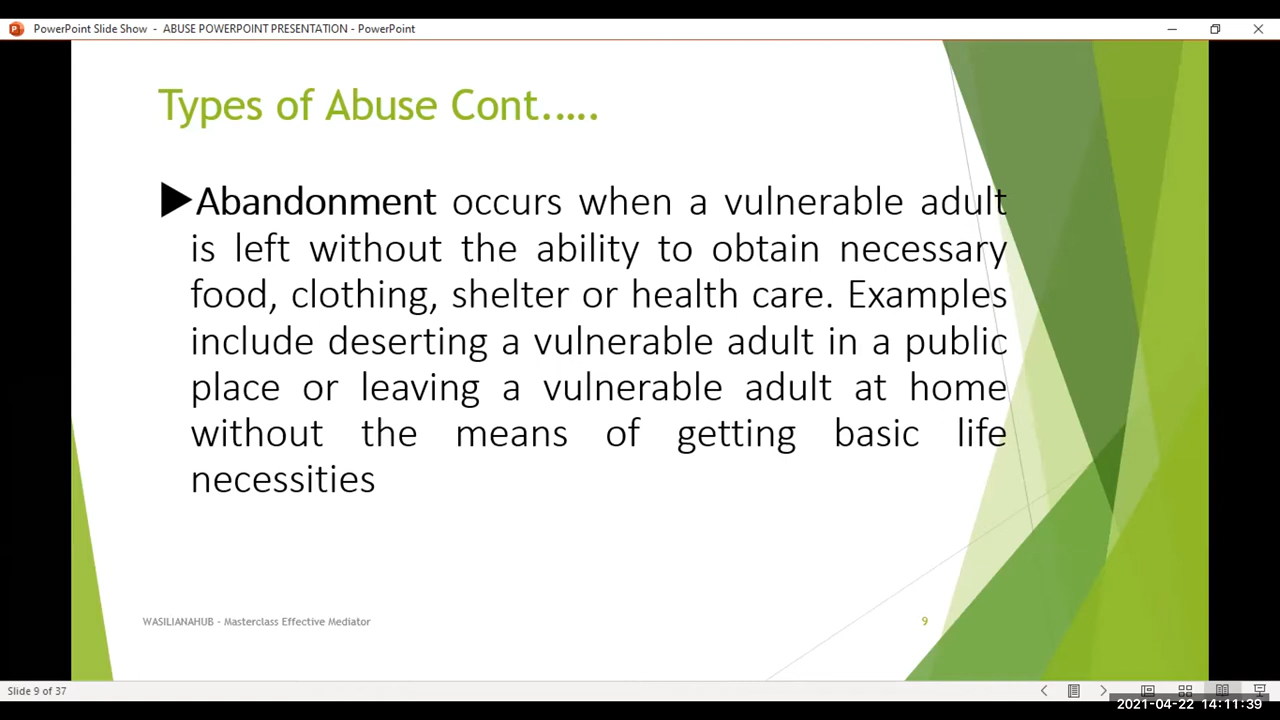 PowerPoint Slide Show - ABUSE POWERPOINT PRESENTATION - PowerPoint
Types of Abuse Cont.....
Abandonment occurs when a vulnerable adult
is left without the ability to obtain necessary
food, clothing, shelter or health care. Examples
include deserting a vulnerable adult in a public
place or leaving a vulnerable adult at home
without the means of getting basic life
necessities
WASILIANAHUB - Masterclass Effective Mediator
9
Slide 9 of 37
2021-04-22 14:11:39